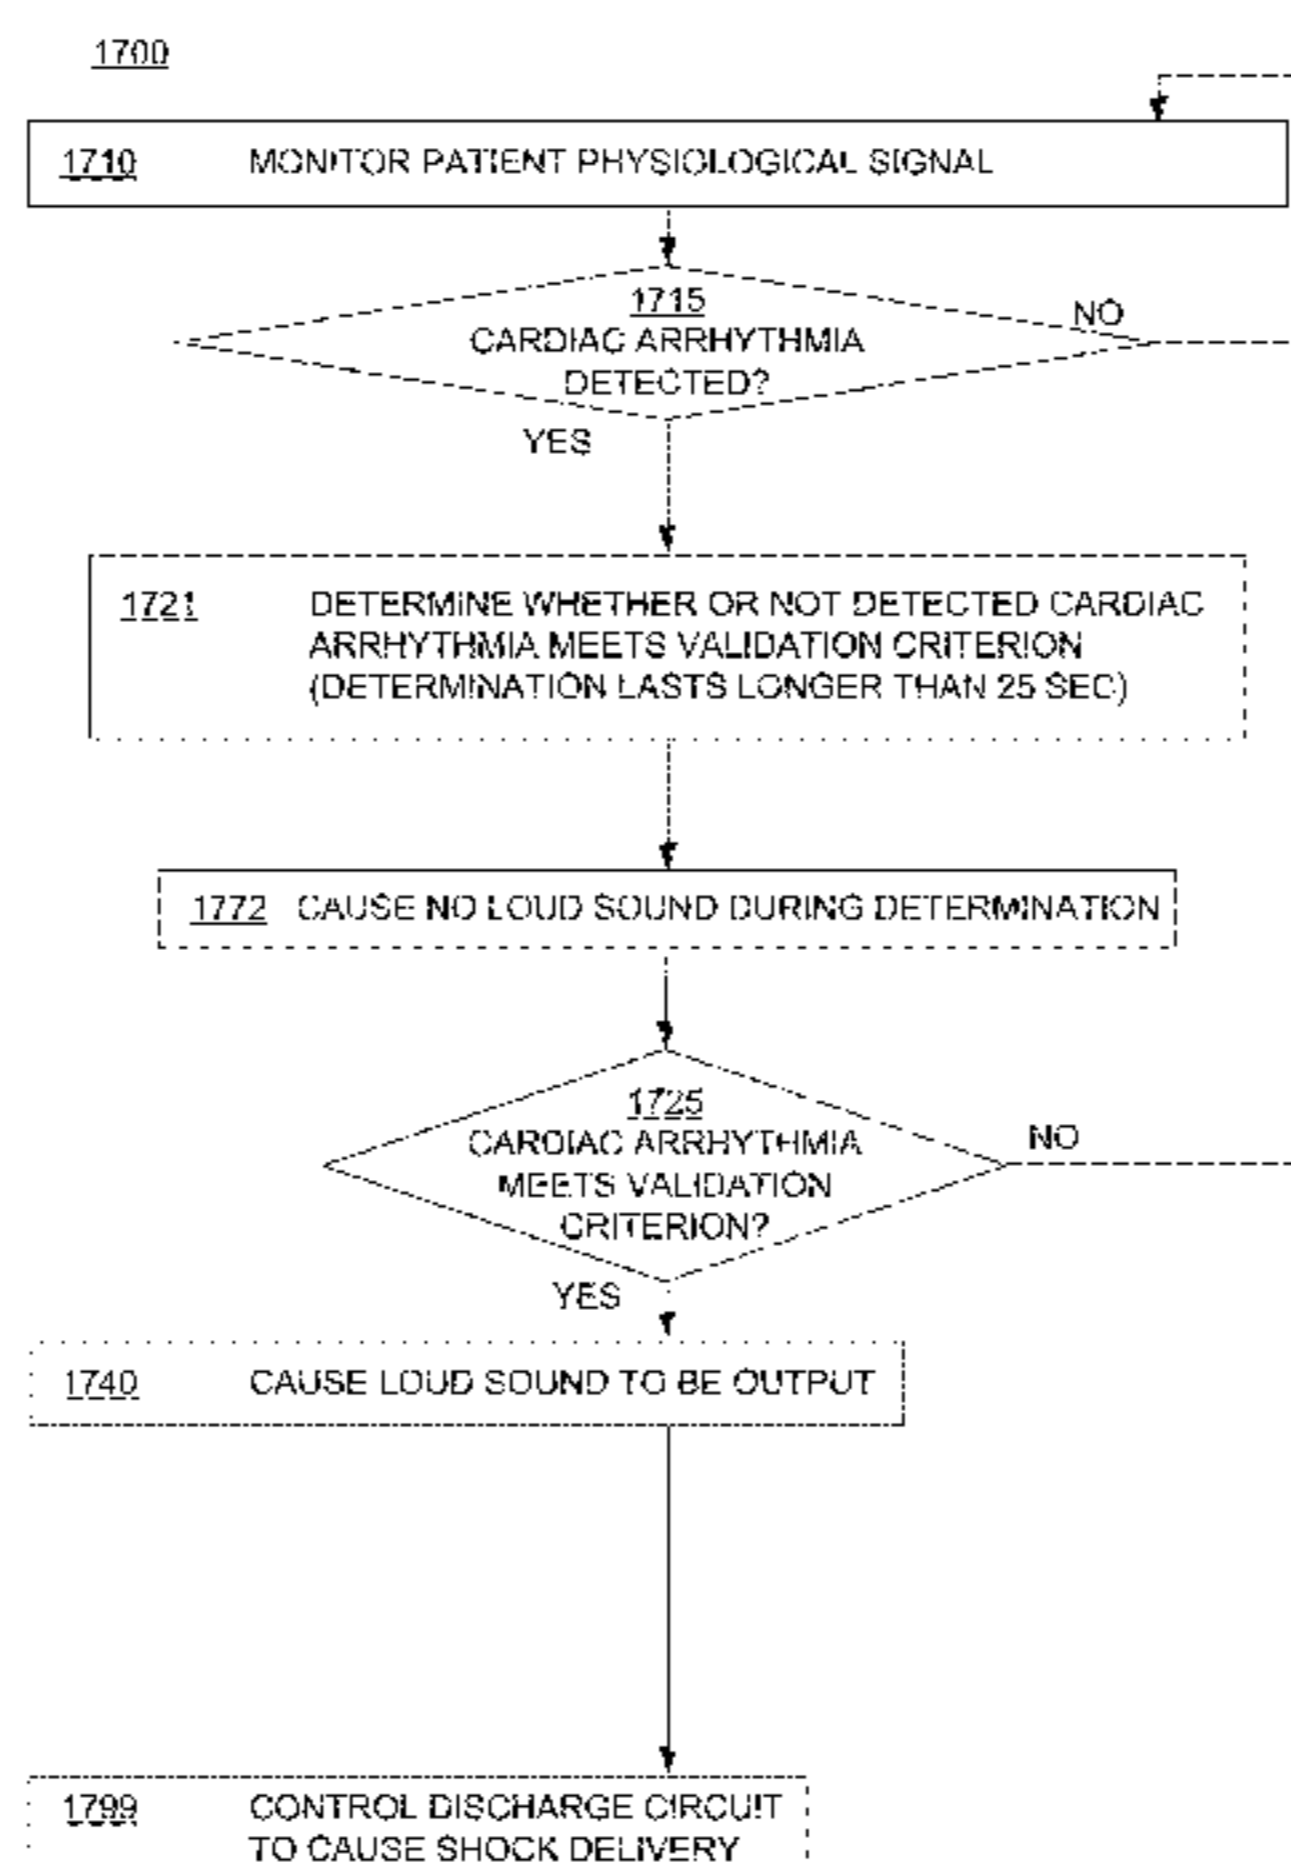 1700
1710 MONITOR PATIENT PHYSIOLOGICAL SIGNAL
1715
CARDIAC ARRHYTHMIA
DETECTED?
NO
YES
1721 DETERMINE WHETHER OR NOT DETECTED CARDIAC
ARRHYTHMIA MEETS VALIDATION CRITERION
(DETERMINATION LASTS LONGER THAN 25 SEC)
1772 CAUSE NO LOUD SOUND DURING DETERMINATION
1725
CARDIAC ARRHYTHMIA
MEETS VALIDATION
CRITERION?
NO
YES
1740 CAUSE LOUD SOUND TO BE OUTPUT
1799 CONTROL DISCHARGE CIRCUIT
TO CAUSE SHOCK DELIVERY